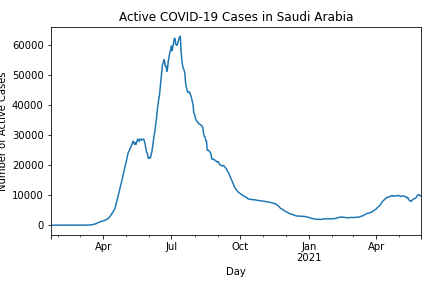 Active COVID-19 Cases in Saudi Arabia
Number of Active Cases
60000
50000
40000
30000
20000
10000
0
Apr
Jul
Oct
Jan
2021
Apr
Day